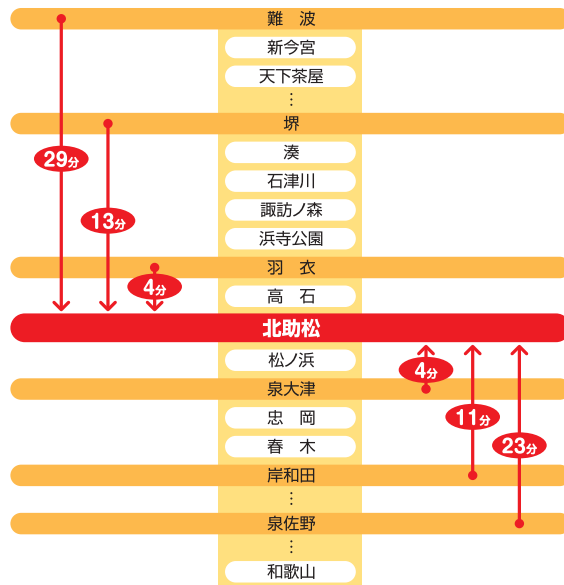 難波
新今宮
天下茶屋
⋮
堺
湊
29分
石津川
諏訪ノ森
13分
浜寺公園
羽衣
4分
高石
北助松
松ノ浜
4分
泉大津
忠岡
11分
春木
23分
岸和田
⋮
泉佐野
⋮
和歌山